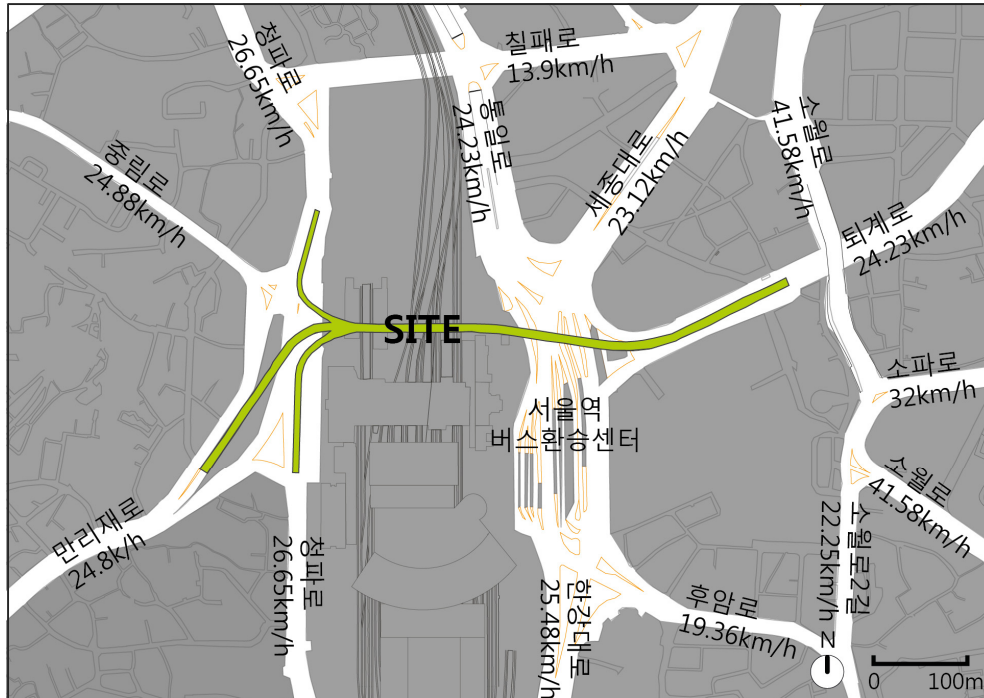 청파로
26.65km/h
칠패로
13.9km/h
통일로
24.23km/h
소월로
41.58km/h
세종대로
23.12km/h
중림로
24.88km/h
퇴계로
24.23km/h
SITE
소파로
32km/h
서울역
버스환승센터
소월로
41.58km/h
만리재로
24.8k/h
청파로
26.65km/h
한강대로
25.48km/h
후암로
19.36km/h
소월로2길
22.25km/h
N
0 100m